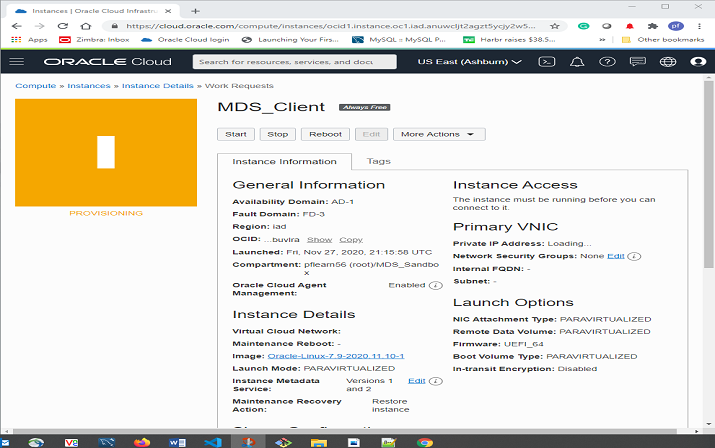 Instances | Oracle Cloud Infrastr
https://cloud.oracle.com/compute/instances/ocid1.instance.oc1.iad.anuwcljt2agzt5ycjy2w5...
pf
Apps Zimbra: Inbox Oracle Cloud login Launching Your Firs... MySQL :: MySQL P... Harbr raises $38.5... » Other bookmarks
ORACLE Cloud Search for resources, services, and docu US East (Ashburn)
Compute » Instances » Instance Details » Work Requests
PROVISIONING
MDS_Client Always Free
Start Stop Reboot Edit More Actions
Instance Information Tags
General Information
Availability Domain: AD-1
Fault Domain: FD-3
Region: iad
OCID: ...buvira Show Copy
Launched: Fri, Nov 27, 2020, 21:15:58 UTC
Compartment: pflearn56 (root)/MDS_Sandbo
x
Oracle Cloud Agent Enabled
Management:
Instance Details
Virtual Cloud Network:
Maintenance Reboot: -
Image: Oracle-Linux-7.9-2020.11.10-1
Launch Mode: PARAVIRTUALIZED
Instance Metadata Versions 1 Edit
Service: and 2
Maintenance Recovery Restore
Action: instance
Instance Access
The instance must be running before you can
connect to it.
Primary VNIC
Private IP Address: Loading...
Network Security Groups: None Edit
Internal FQDN: -
Subnet: -
Launch Options
NIC Attachment Type: PARAVIRTUALIZED
Remote Data Volume: PARAVIRTUALIZED
Firmware: UEFI_64
Boot Volume Type: PARAVIRTUALIZED
In-transit Encryption: Disabled